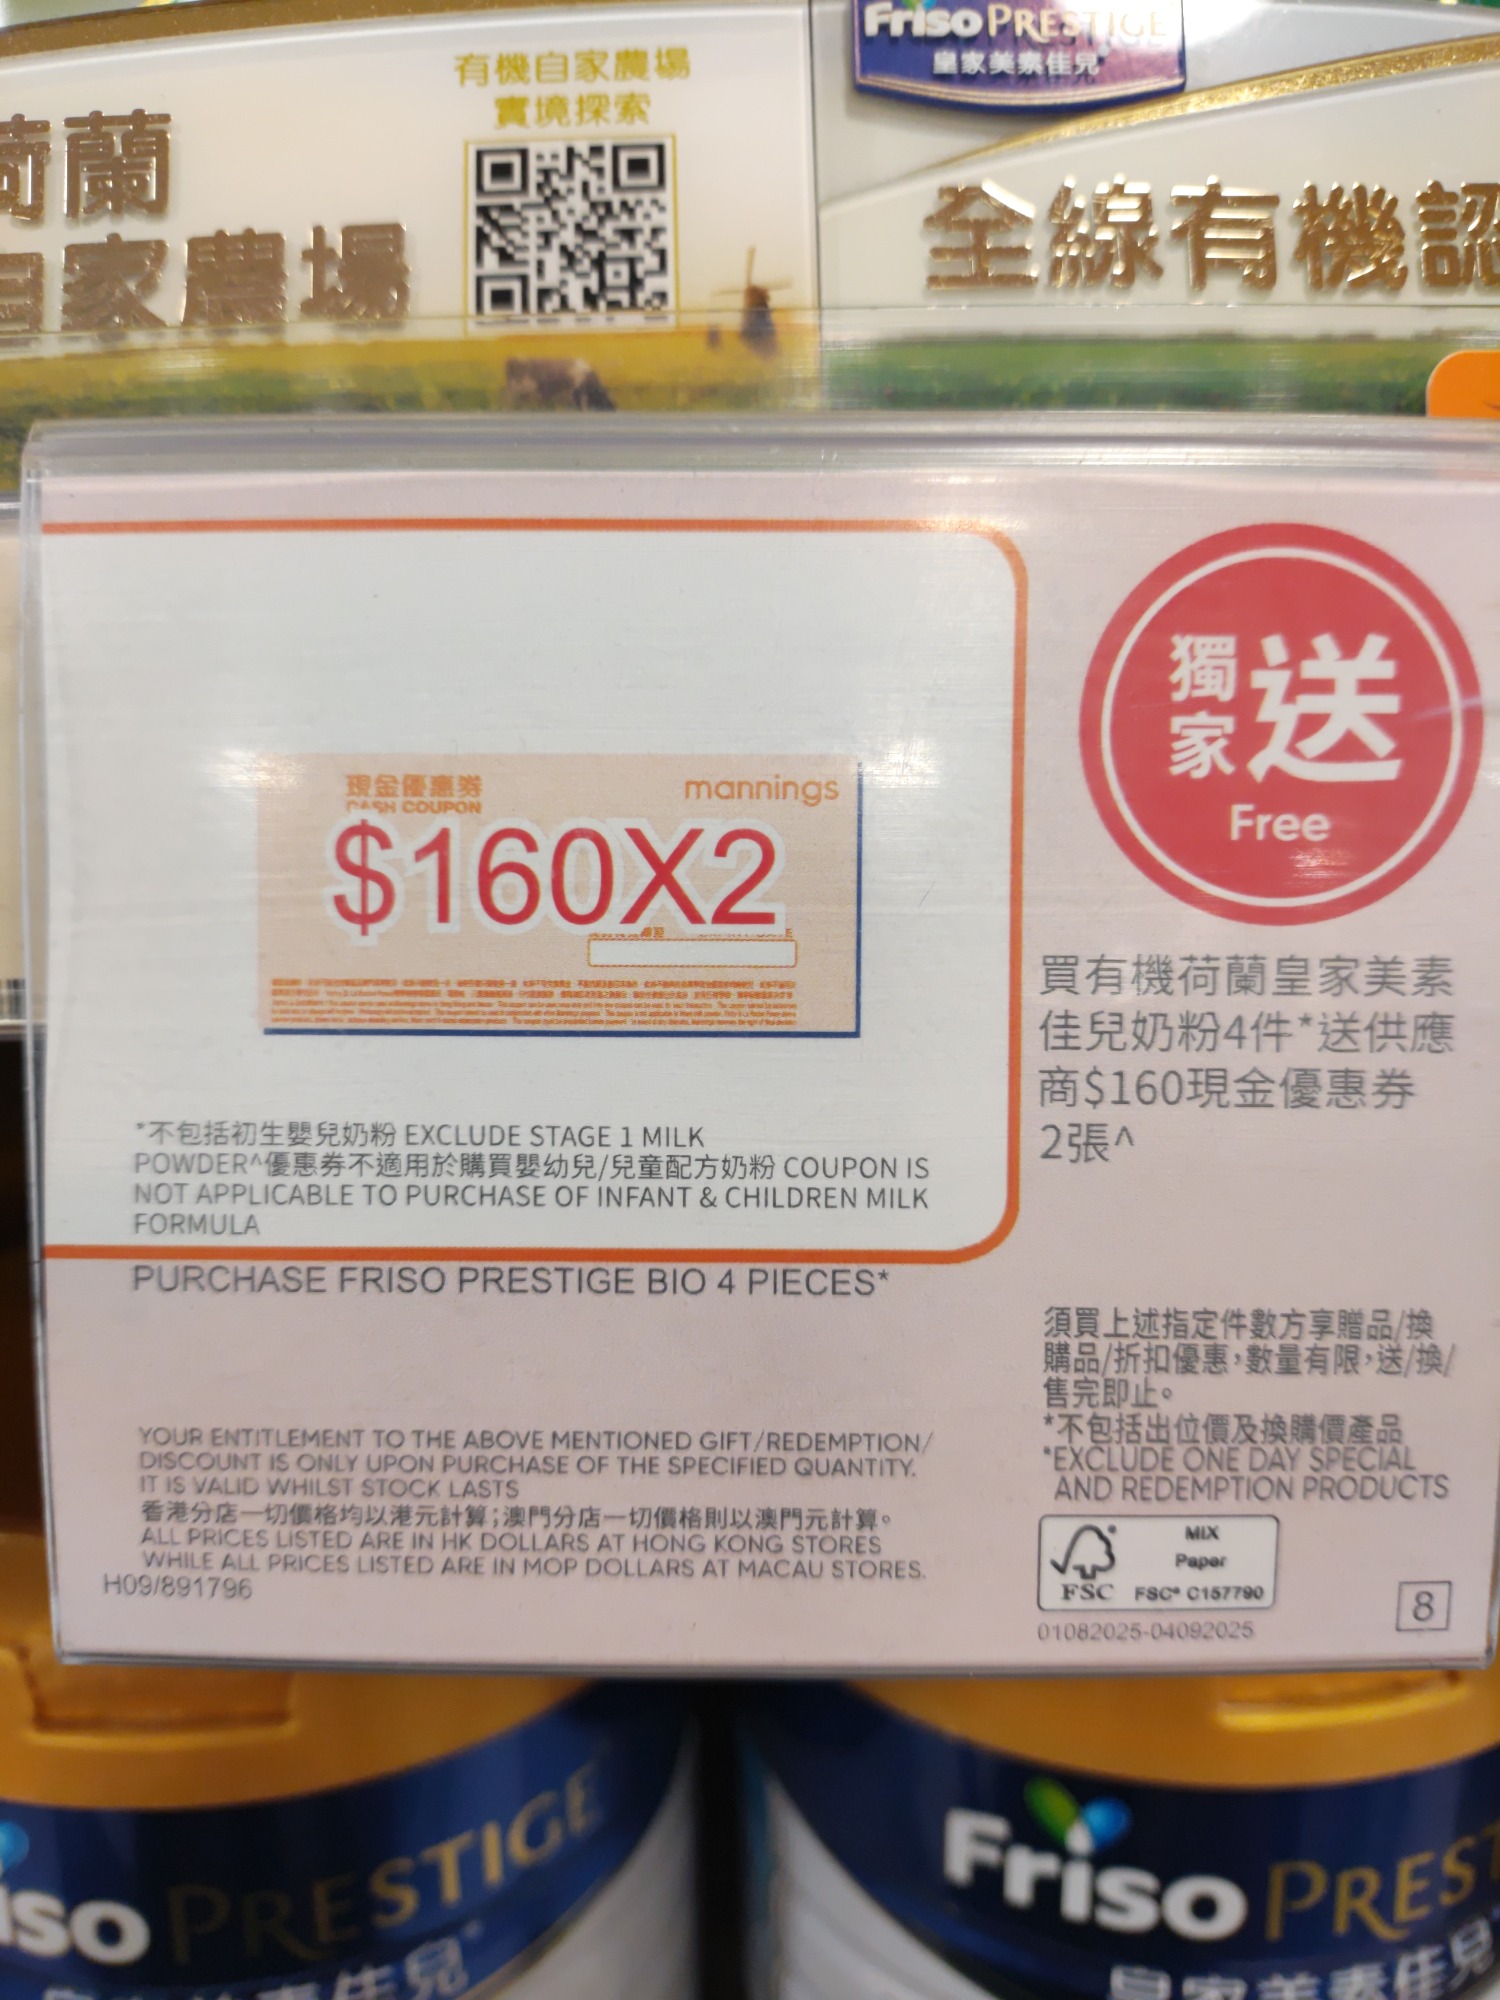 Friso PRESTIGE
皇家美素佳兒
有機自家農場
實境探索
荷蘭
自家農場
全線有機認
獨家送
Free
現金優惠券
mannings
CASH COUPON
$160X2
買有機荷蘭皇家美素
佳兒奶粉4件*送供應
商$160現金優惠券
2張^
*不包括初生嬰兒奶粉 EXCLUDE STAGE 1 MILK
POWDER^優惠券不適用於購買嬰幼兒/兒童配方奶粉 COUPON IS
NOT APPLICABLE TO PURCHASE OF INFANT & CHILDREN MILK
FORMULA
PURCHASE FRISO PRESTIGE BIO 4 PIECES*
須買上述指定件數方享贈品/換
購品/折扣優惠，數量有限，送/換/
售完即止。
*不包括出位價及換購價產品
*EXCLUDE ONE DAY SPECIAL
AND REDEMPTION PRODUCTS
YOUR ENTITLEMENT TO THE ABOVE MENTIONED GIFT/REDEMPTION/
DISCOUNT IS ONLY UPON PURCHASE OF THE SPECIFIED QUANTITY.
IT IS VALID WHILST STOCK LASTS
香港分店一切價格均以港元計算；澳門分店一切價格則以澳門元計算。
ALL PRICES LISTED ARE IN HK DOLLARS AT HONG KONG STORES
WHILE ALL PRICES LISTED ARE IN MOP DOLLARS AT MACAU STORES.
H09/891796
MIX
Paper
FSC FSC® C157790
8
01082025-04092025
iso PRESTIGE
素佳兒
Friso PREST
皇家美素佳兒